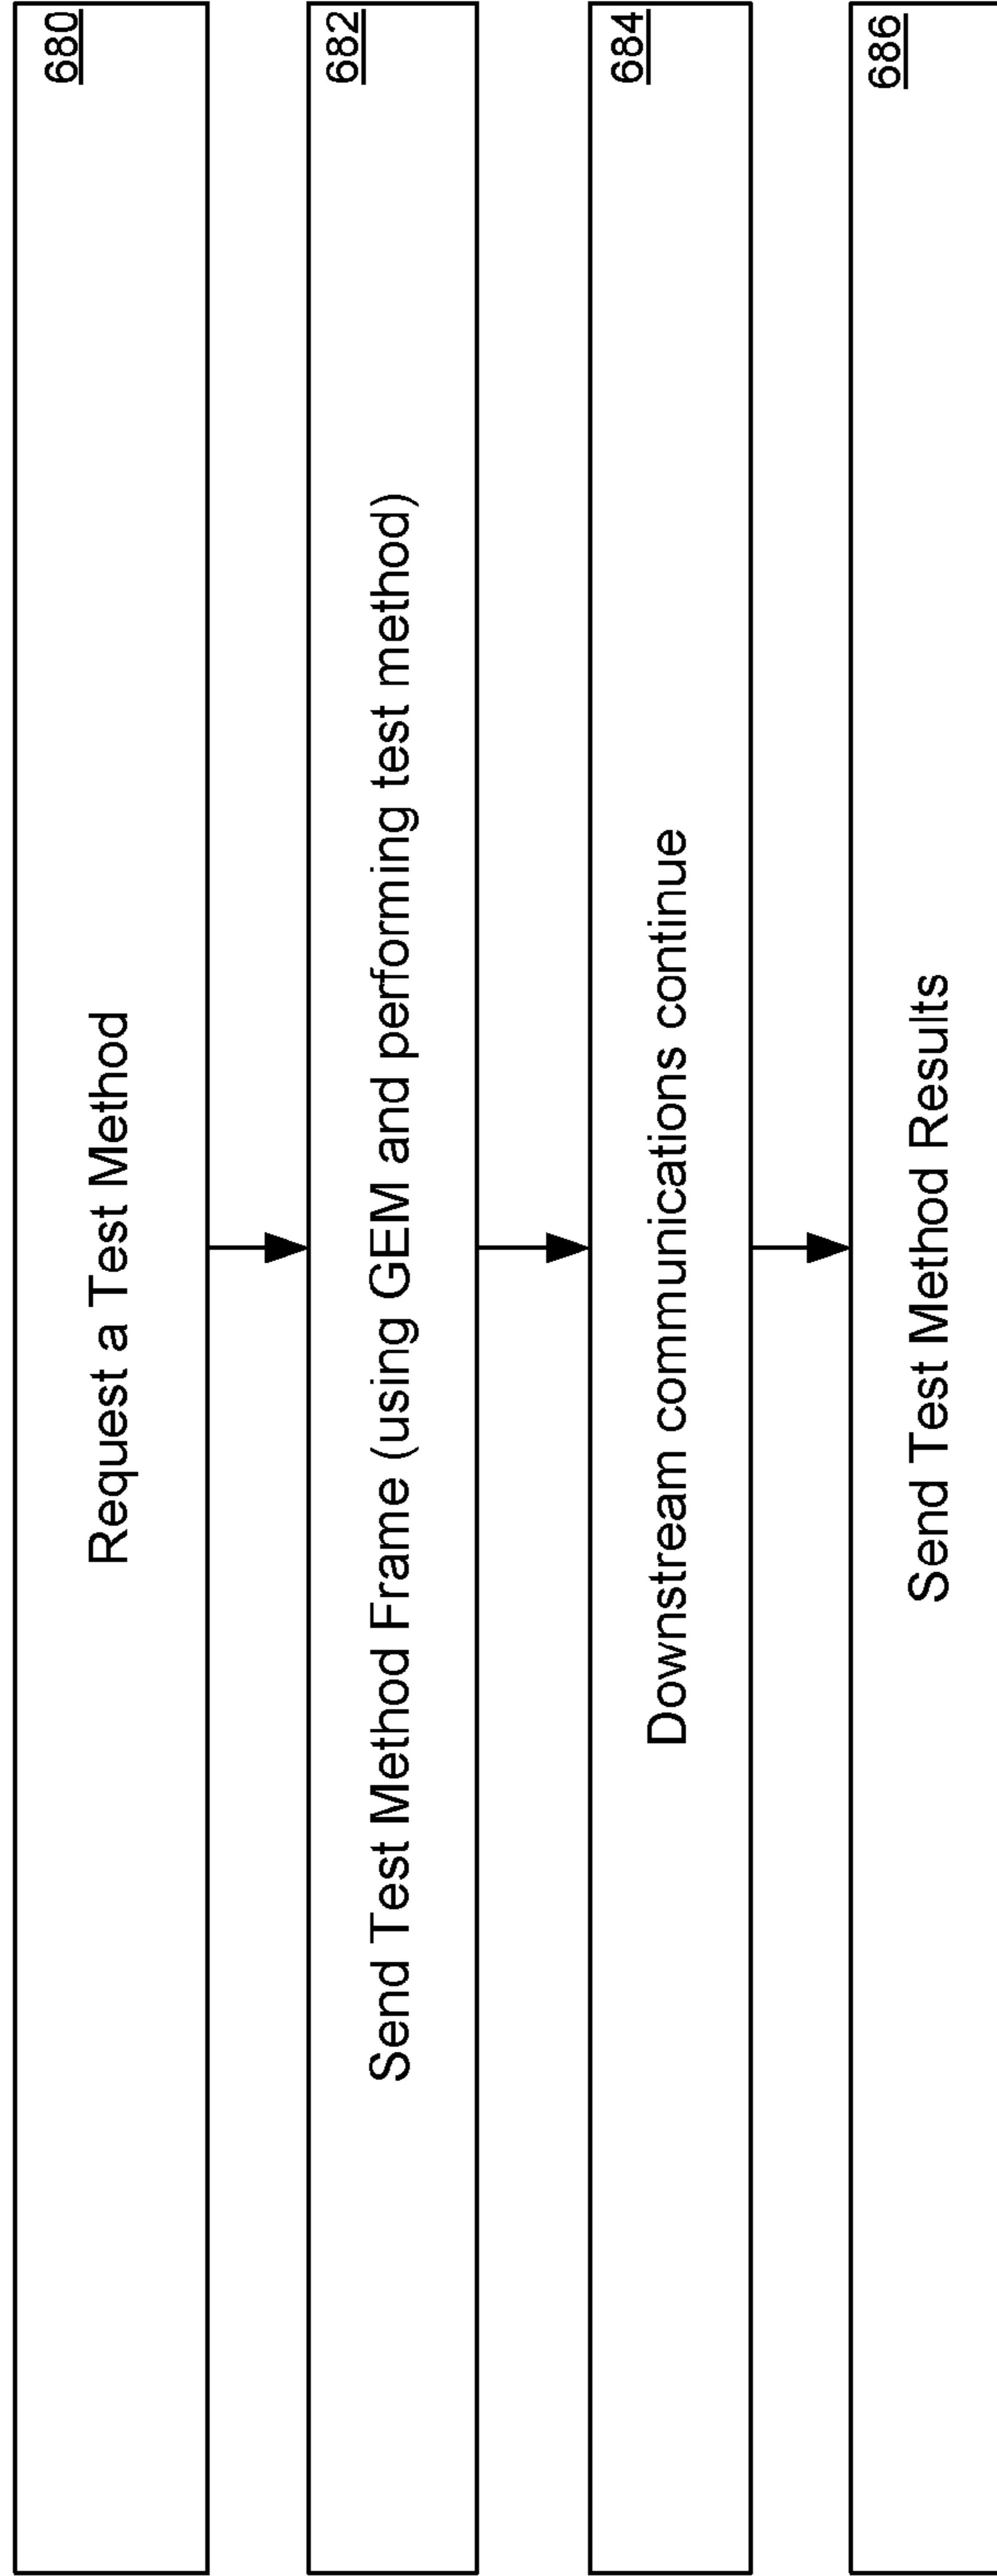 680
Request a Test Method
682
Send Test Method Frame (using GEM and performing test method)
684
Downstream communications continue
686
Send Test Method Results